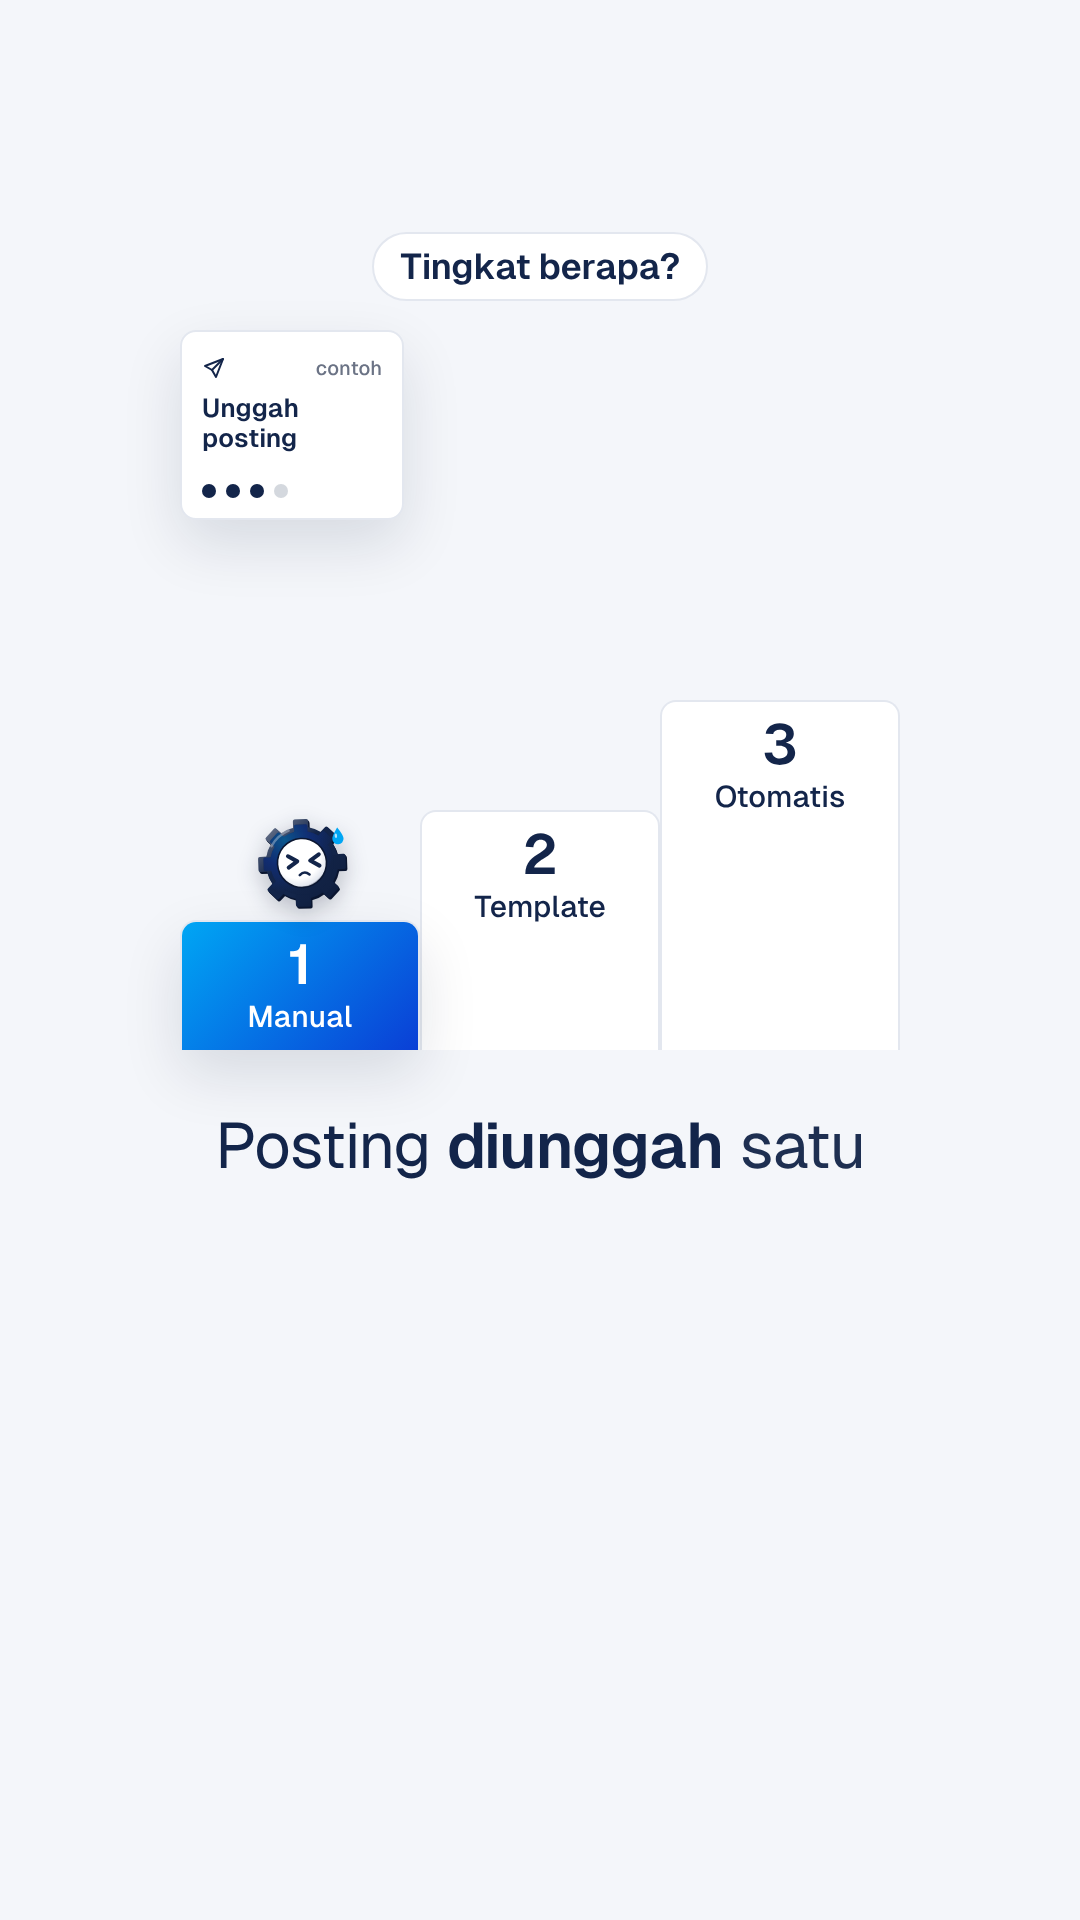 Tingkat berapa?
contoh
Unggah
posting
3
Otomatis
2
Template
1
Manual
Posting diunggah satu